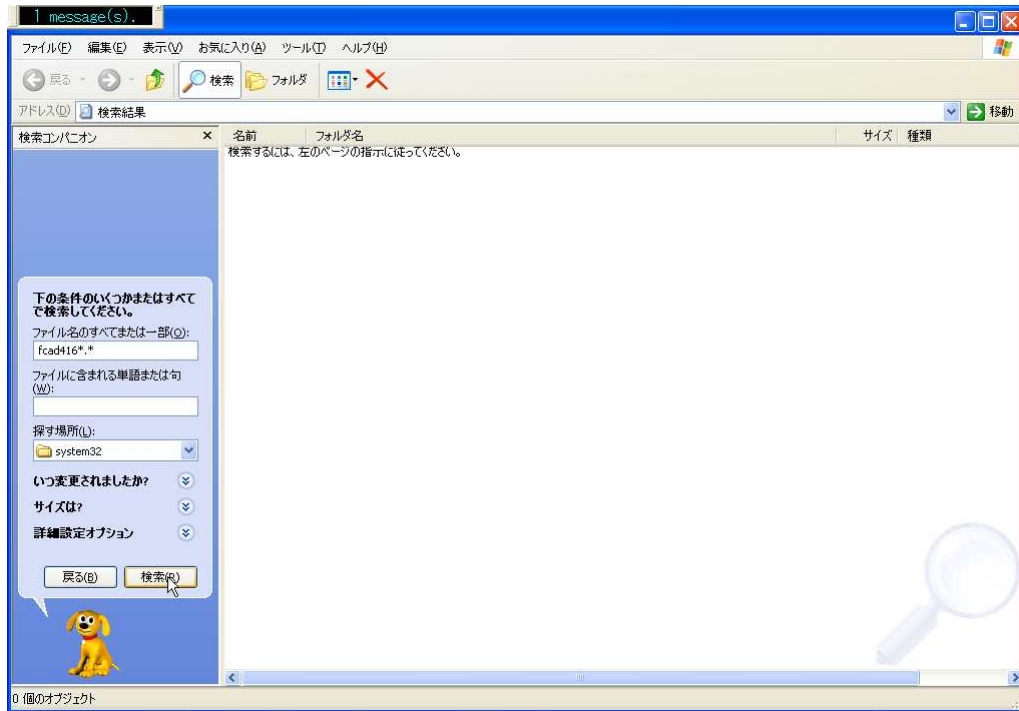 1 message(s).
ファイル(F) 編集(E) 表示(V) お気に入り(A) ツール(T) ヘルプ(H)
戻る 検索 フォルダ
アドレス(D) 検索結果 移動
検索コンパニオン 名前 フォルダ名 サイズ 種類
検索するには、左のページの指示に従ってください。
下の条件のいくつかまたはすべて
で検索してください。
ファイル名のすべてまたは一部(O):
fcad416*.*
ファイルに含まれる単語または句
(W):
探す場所(L):
system32
いつ変更されましたか?
サイズは?
詳細設定オプション
戻る(B) 検索(R)
0 個のオブジェクト